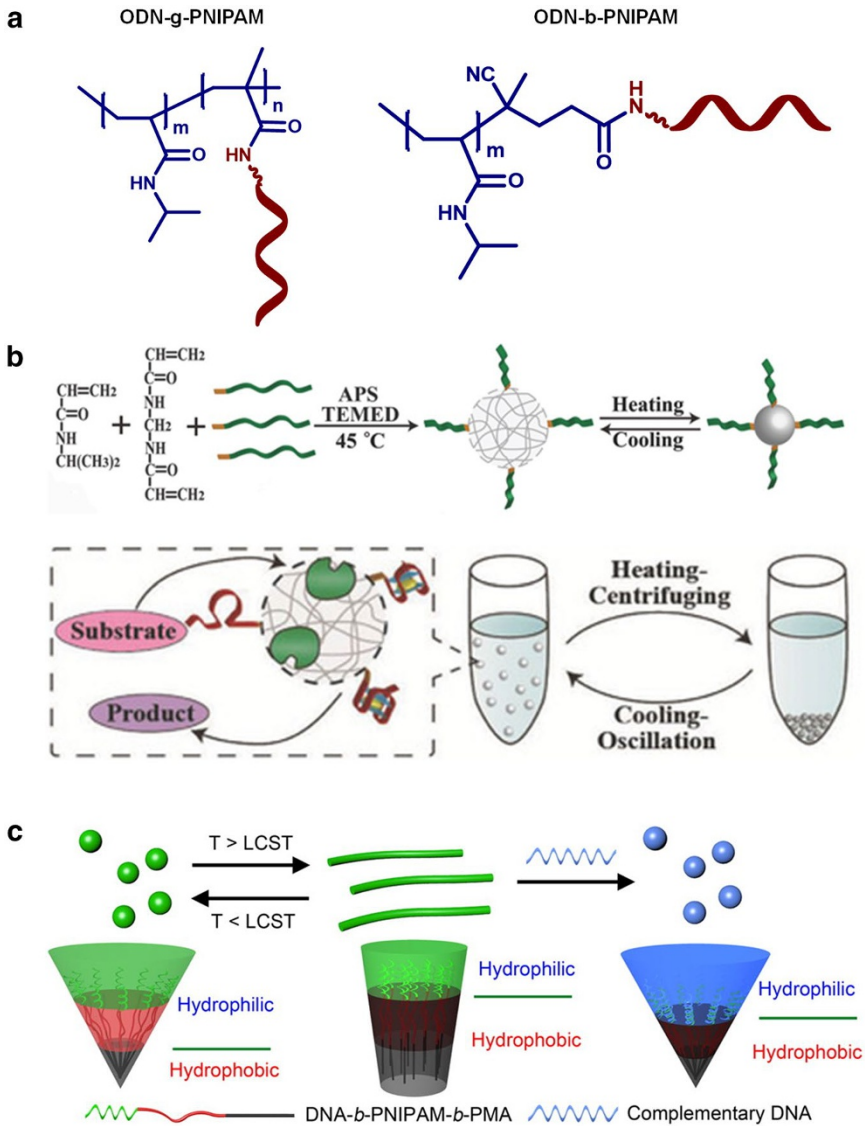 a
ODN-g-PNIPAM
ODN-b-PNIPAM
m
n
O
O
HN
HN
NC
m
O
HN
O
H
N
b
CH=CH2
C=O
NH
CH(CH3)2
+
CH=CH2
C=O
NH
CH2
NH
C=O
CH=CH2
+
APS
TEMED
45 °C
Heating
Cooling
Substrate
Product
Heating-
Centrifuging
Cooling-
Oscillation
c
T > LCST
T < LCST
Hydrophilic
Hydrophobic
Hydrophilic
Hydrophobic
Hydrophilic
Hydrophobic
DNA-b-PNIPAM-b-PMA
Complementary DNA